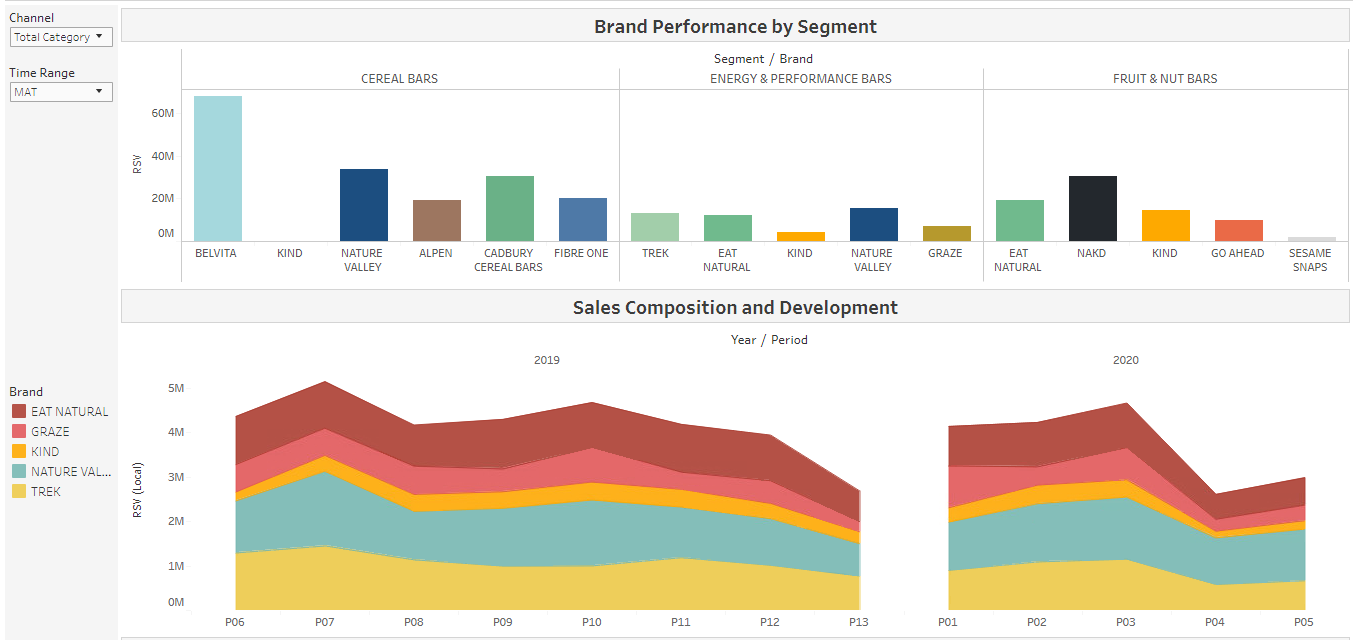 Channel
Total Category
Time Range
MAT
Brand Performance by Segment
Segment / Brand
CEREAL BARS
ENERGY & PERFORMANCE BARS
FRUIT & NUT BARS
RSV
60M
40M
20M
0M
BELVITA
KIND
NATURE
VALLEY
ALPEN
CADBURY
CEREAL BARS
FIBRE ONE
TREK
EAT
NATURAL
KIND
NATURE
VALLEY
GRAZE
EAT
NATURAL
NAKD
KIND
GO AHEAD
SESAME
SNAPS
Sales Composition and Development
Year / Period
2019
2020
Brand
EAT NATURAL
GRAZE
KIND
NATURE VAL...
TREK
RSV (Local)
5M
4M
3M
2M
1M
0M
P06
P07
P08
P09
P10
P11
P12
P13
P01
P02
P03
P04
P05